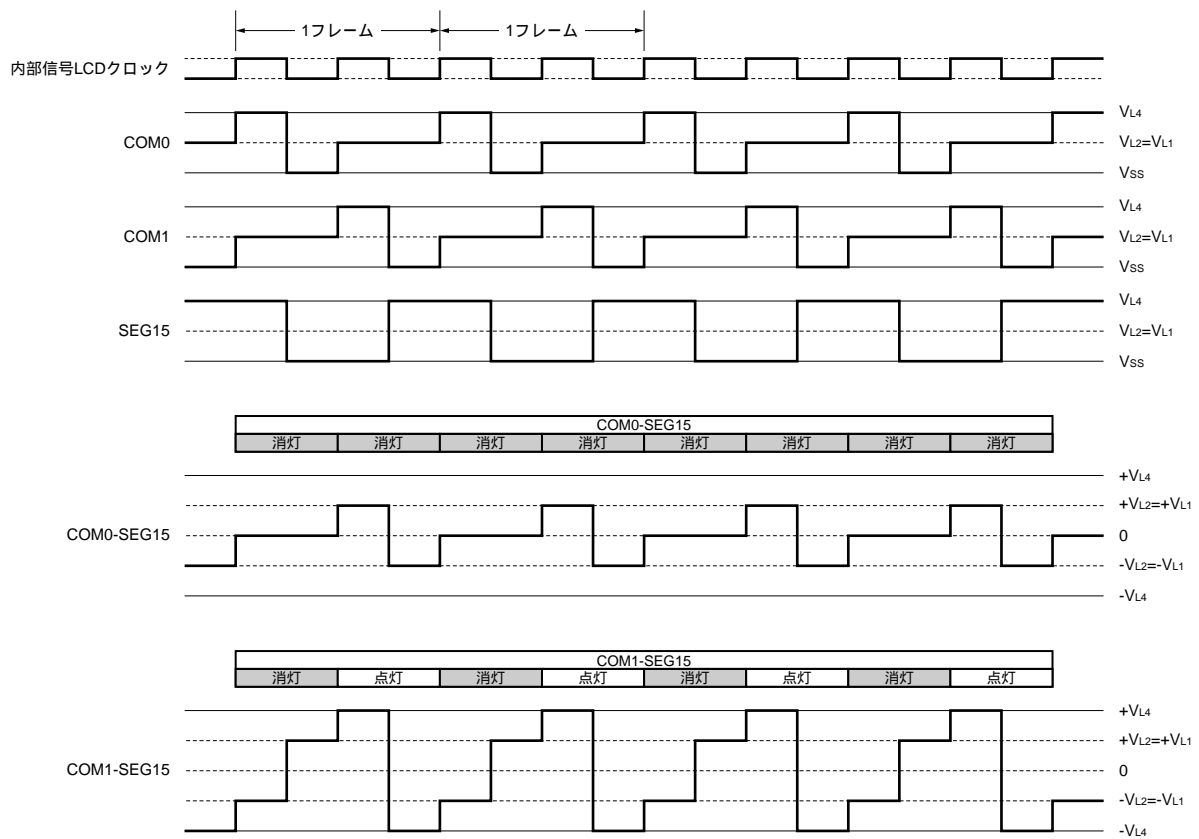 1フレーム 1フレーム
内部信号LCDクロック
COM0
VL4
VL2=VL1
VSS
COM1
VL4
VL2=VL1
VSS
SEG15
VL4
VL2=VL1
VSS
COM0-SEG15
消灯 消灯 消灯 消灯 消灯 消灯 消灯 消灯
COM0-SEG15
+VL4
+VL2=+VL1
0
-VL2=-VL1
-VL4
COM1-SEG15
消灯 点灯 消灯 点灯 消灯 点灯 消灯 点灯
COM1-SEG15
+VL4
+VL2=+VL1
0
-VL2=-VL1
-VL4